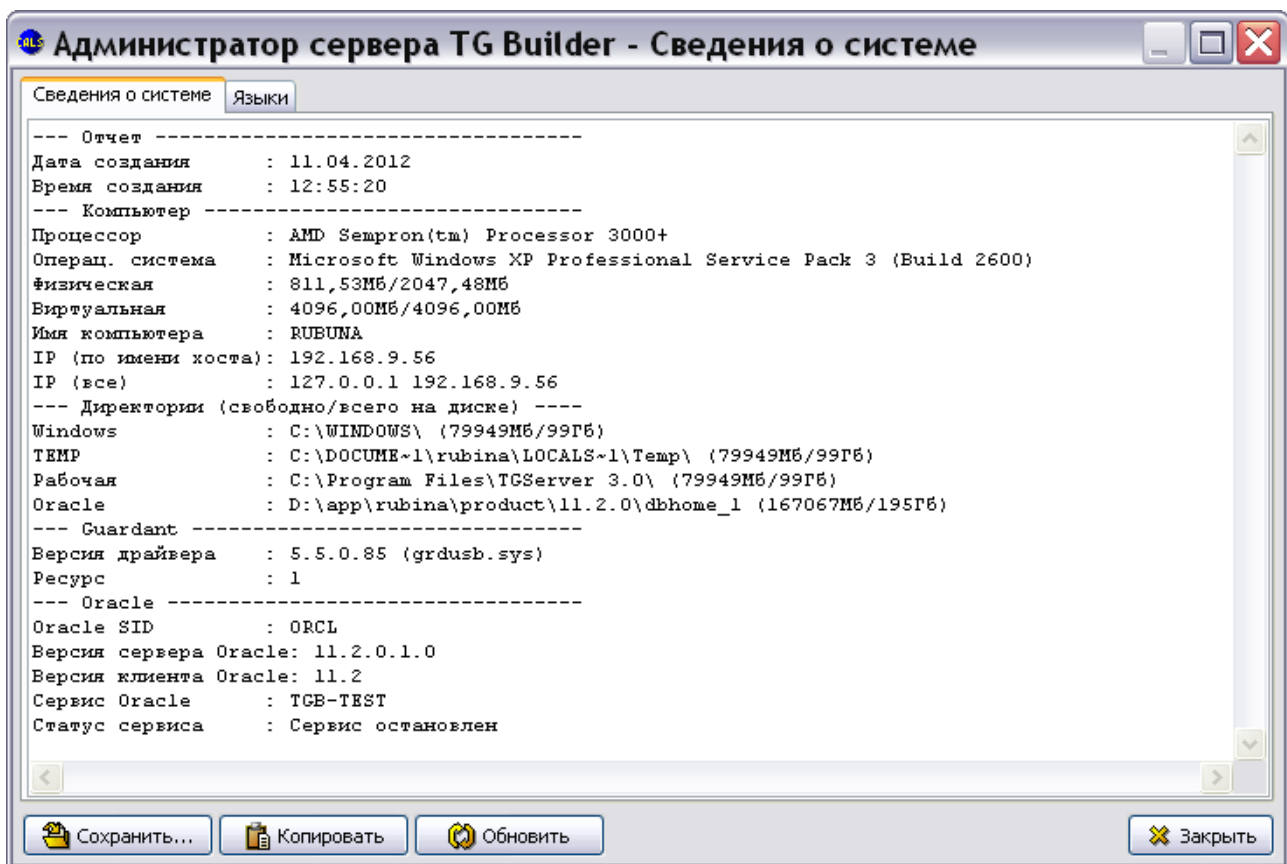 CALS Администратор сервера TG Builder - Сведения о системе
Сведения о системе Языки
--- Отчет -----------------------------------
Дата создания : 11.04.2012
Время создания : 12:55:20
--- Компьютер -------------------------------
Процессор : AMD Sempron(tm) Processor 3000+
Операц. система : Microsoft Windows XP Professional Service Pack 3 (Build 2600)
Физическая : 811,53Мб/2047,48Мб
Виртуальная : 4096,00Мб/4096,00Мб
Имя компьютера : RUBUNA
IP (по имени хоста): 192.168.9.56
IP (все) : 127.0.0.1 192.168.9.56
--- Директории (свободно/всего на диске) ----
Windows : C:\WINDOWS\ (79949Мб/99Гб)
TEMP : C:\DOCUME~1\rubina\LOCALS~1\Temp\ (79949Мб/99Гб)
Рабочая : C:\Program Files\TGServer 3.0\ (79949Мб/99Гб)
Oracle : D:\app\rubina\product\11.2.0\dbhome_1 (167067Мб/195Гб)
--- Guardant --------------------------------
Версия драйвера : 5.5.0.85 (grdusb.sys)
Ресурс : 1
--- Oracle ----------------------------------
Oracle SID : ORCL
Версия сервера Oracle: 11.2.0.1.0
Версия клиента Oracle: 11.2
Сервис Oracle : TGB-TEST
Статус сервиса : Сервис остановлен
Сохранить... Копировать Обновить Закрыть